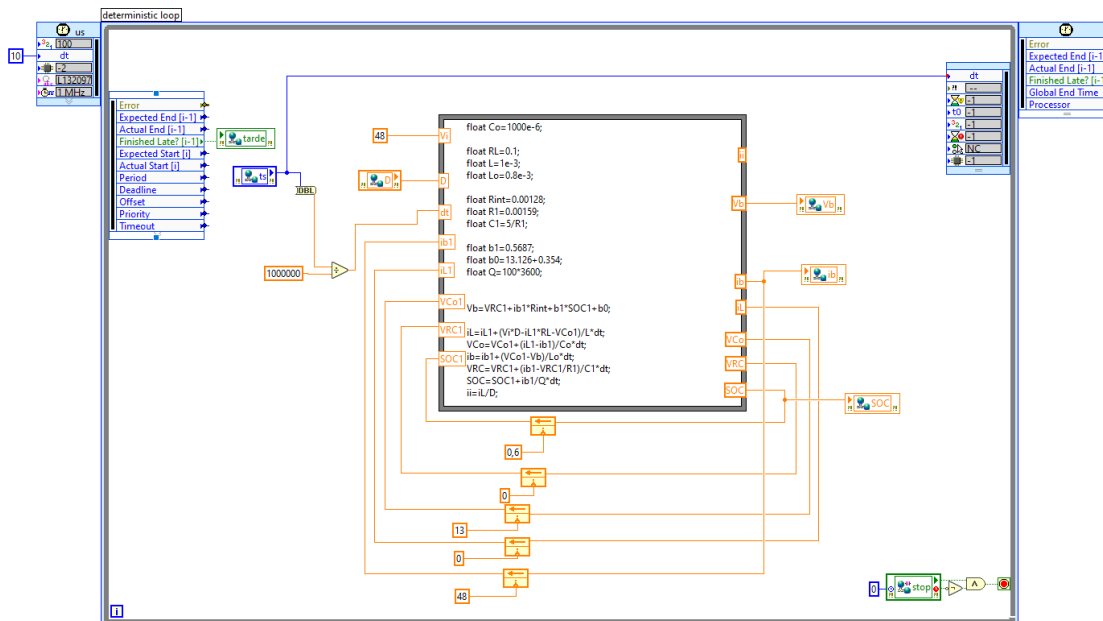 deterministic loop
us
100
10
dt
-2
L132097
1 MHz
Error
Expected End [i-1]
Actual End [i-1]
Finished Late? [i-1]
Expected Start [i]
Actual Start [i]
Period
Deadline
Offset
Priority
Timeout
tarde
ts
DBL
1000000
÷
48
D
Vi
D
dt
ib1
iL1
VCo1
VRC1
SOC1
float Co=1000e-6;
float RL=0.1;
float L=1e-3;
float Lo=0.8e-3;
float Rint=0.00128;
float R1=0.00159;
float C1=5/R1;
float b1=0.5687;
float b0=13.126+0.354;
float Q=100*3600;
Vb=VRC1+ib1*Rint+b1*SOC1+b0;
iL=iL1+(Vi*D-iL1*RL-VCo1)/L*dt;
VCo=VCo1+(iL1-ib1)/Co*dt;
ib=ib1+(VCo1-Vb)/Lo*dt;
VRC=VRC1+(ib1-VRC1/R1)/C1*dt;
SOC=SOC1+ib1/Q*dt;
ii=iL/D;
ii
Vb
ib
iL
VCo
VRC
SOC
Vb
ib
SOC
0,6
0
13
0
48
dt
--
-1
t0
-1
-1
-1
NC
-1
Error
Expected End [i-1
Actual End [i-1]
Finished Late? [i-
Global End Time
Processor
0
stop
i